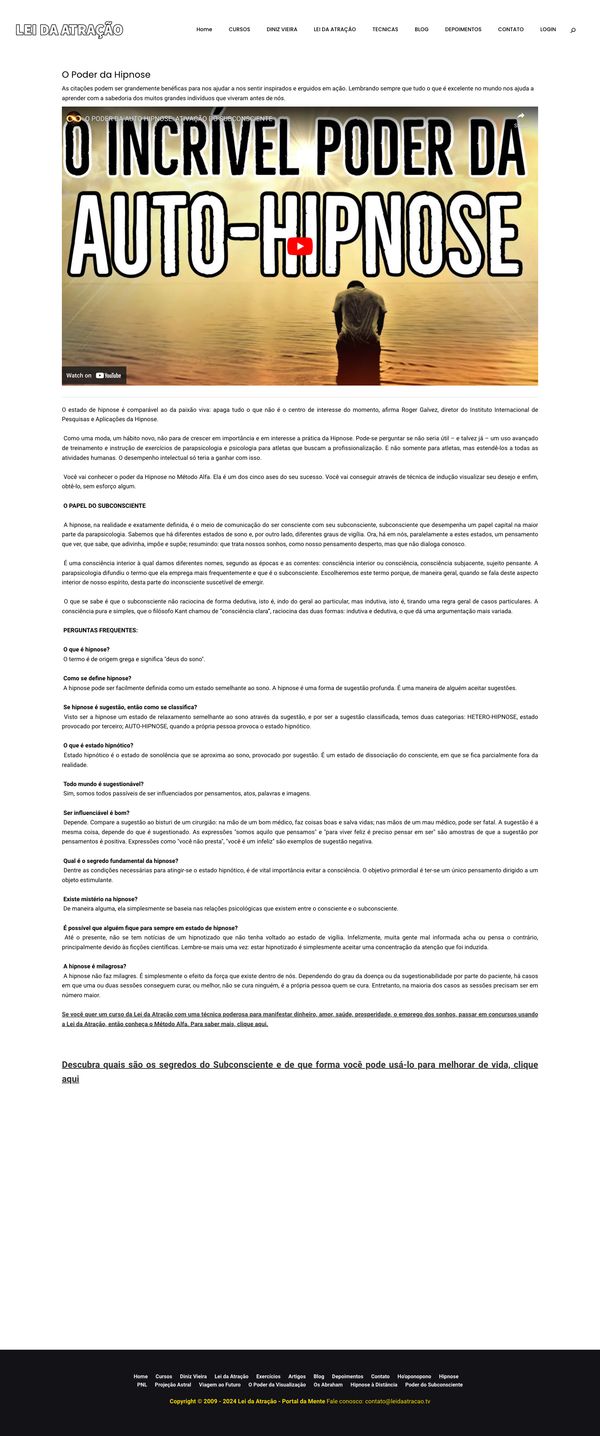 LEI DA ATRAÇÃO
Home CURSOS DINIZ VIEIRA LEI DA ATRAÇÃO TECNICAS BLOG DEPOIMENTOS CONTATO LOGIN
O Poder da Hipnose
As citações podem ser grandemente benéficas para nos ajudar a nos sentir inspirados e erguidos em ação. Lembrando sempre que tudo o que é excelente no mundo nos ajuda a
aprender com a sabedoria dos muitos grandes indivíduos que viveram antes de nós.
O PODER DA AUTO HIPNOSE: ATIVAÇÃO DO SUBCONSCIENTE
O INCRÍVEL PODER DA
AUTO-HIPNOSE
Watch on YouTube
O estado de hipnose é comparável ao da paixão viva: apaga tudo o que não é o centro de interesse do momento, afirma Roger Galvez, diretor do Instituto Internacional de
Pesquisas e Aplicações da Hipnose.
Como uma moda, um hábito novo, não para de crescer em importância e em interesse a prática da Hipnose. Pode-se perguntar se não seria útil – e talvez já – um uso avançado
de treinamento e instrução de exercícios de parapsicologia e psicologia para atletas que buscam a profissionalização. E não somente para atletas, mas estendê-los a todas as
atividades humanas. O desempenho intelectual só teria a ganhar com isso.
Você vai conhecer o poder da Hipnose no Método Alfa. Ela é um dos cinco ases do seu sucesso. Você vai conseguir através de técnica de indução visualizar seu desejo e enfim,
obtê-lo, sem esforço algum.
O PAPEL DO SUBCONSCIENTE
A hipnose, na realidade e exatamente definida, é o meio de comunicação do ser consciente com seu subconsciente, subconsciente que desempenha um papel capital na maior
parte da parapsicologia. Sabemos que há diferentes estados de sono e, por outro lado, diferentes graus de vigília. Ora, há em nós, paralelamente a estes estados, um pensamento
que ver, que sabe, que adivinha, impõe e supõe; resumindo: que trata nossos sonhos, como nosso pensamento desperto, mas que não dialoga conosco.
É uma consciência interior à qual damos diferentes nomes, segundo as épocas e as correntes: consciência interior ou consciência, consciência subjacente, sujeito pensante. A
parapsicologia difundiu o termo que ela emprega mais frequentemente e que é o subconsciente. Escolheremos este termo porque, de maneira geral, quando se fala deste aspecto
interior de nosso espírito, desta parte do inconsciente suscetível de emergir.
O que se sabe é que o subconsciente não raciocina de forma dedutiva, isto é, indo do geral ao particular, mas indutiva, isto é, tirando uma regra geral de casos particulares. A
consciência pura e simples, que o filósofo Kant chamou de "consciência clara", raciocina das duas formas: indutiva e dedutiva, o que dá uma argumentação mais variada.
PERGUNTAS FREQUENTES:
O que é hipnose?
O termo é de origem grega e significa "deus do sono".
Como se define hipnose?
A hipnose pode ser facilmente definida como um estado semelhante ao sono. A hipnose é uma forma de sugestão profunda. É uma maneira de alguém aceitar sugestões.
Se hipnose é sugestão, então como se classifica?
Visto ser a hipnose um estado de relaxamento semelhante ao sono através da sugestão, e por ser a sugestão classificada, temos duas categorias: HETERO-HIPNOSE, estado
provocado por terceiro; AUTO-HIPNOSE, quando a própria pessoa provoca o estado hipnótico.
O que é estado hipnótico?
Estado hipnótico é o estado de sonolência que se aproxima ao sono, provocado por sugestão. É um estado de dissociação do consciente, em que se fica parcialmente fora da
realidade.
Todo mundo é sugestionável?
Sim, somos todos passíveis de ser influenciados por pensamentos, atos, palavras e imagens.
Ser influenciável é bom?
Depende. Compare a sugestão ao bisturi de um cirurgião: na mão de um bom médico, faz coisas boas e salva vidas; nas mãos de um mau médico, pode ser fatal. A sugestão é a
mesma coisa, depende do que é sugestionado. As expressões "somos aquilo que pensamos" e "para viver feliz é preciso pensar em ser" são amostras de que a sugestão por
pensamentos é positiva. Expressões como "você não presta", "você é um infeliz" são exemplos de sugestão negativa.
Qual é o segredo fundamental da hipnose?
Dentre as condições necessárias para atingir-se o estado hipnótico, é de vital importância evitar a consciência. O objetivo primordial é ter-se um único pensamento dirigido a um
objeto estimulante.
Existe mistério na hipnose?
De maneira alguma, ela simplesmente se baseia nas relações psicológicas que existem entre o consciente e o subconsciente.
É possível que alguém fique para sempre em estado de hipnose?
Até o presente, não se tem notícias de um hipnotizado que não tenha voltado ao estado de vigília. Infelizmente, muita gente mal informada acha ou pensa o contrário,
principalmente devido às ficções científicas. Lembre-se mais uma vez: estar hipnotizado é simplesmente aceitar uma concentração da atenção que foi induzida.
A hipnose é milagrosa?
A hipnose não faz milagres. É simplesmente o efeito da força que existe dentro de nós. Dependendo do grau da doença ou da sugestionabilidade por parte do paciente, há casos
em que uma ou duas sessões conseguem curar, ou melhor, não se cura ninguém, é a própria pessoa quem se cura. Entretanto, na maioria dos casos as sessões precisam ser em
número maior.
Se você quer um curso da Lei da Atração com uma técnica poderosa para manifestar dinheiro, amor, saúde, prosperidade, o emprego dos sonhos, passar em concursos usando
a Lei da Atração, então conheça o Método Alfa. Para saber mais, clique aqui.
Descubra quais são os segredos do Subconsciente e de que forma você pode usá-lo para melhorar de vida, clique
aqui
Home Cursos Diniz Vieira Lei da Atração Exercícios Artigos Blog Depoimentos Contato Ho'oponopono Hipnose
PNL Projeção Astral Viagem ao Futuro O Poder da Visualização Os Abraham Hipnose à Distância Poder do Subconsciente
Copyright © 2009 - 2024 Lei da Atração - Portal da Mente Fale conosco: contato@leidaatracao.tv